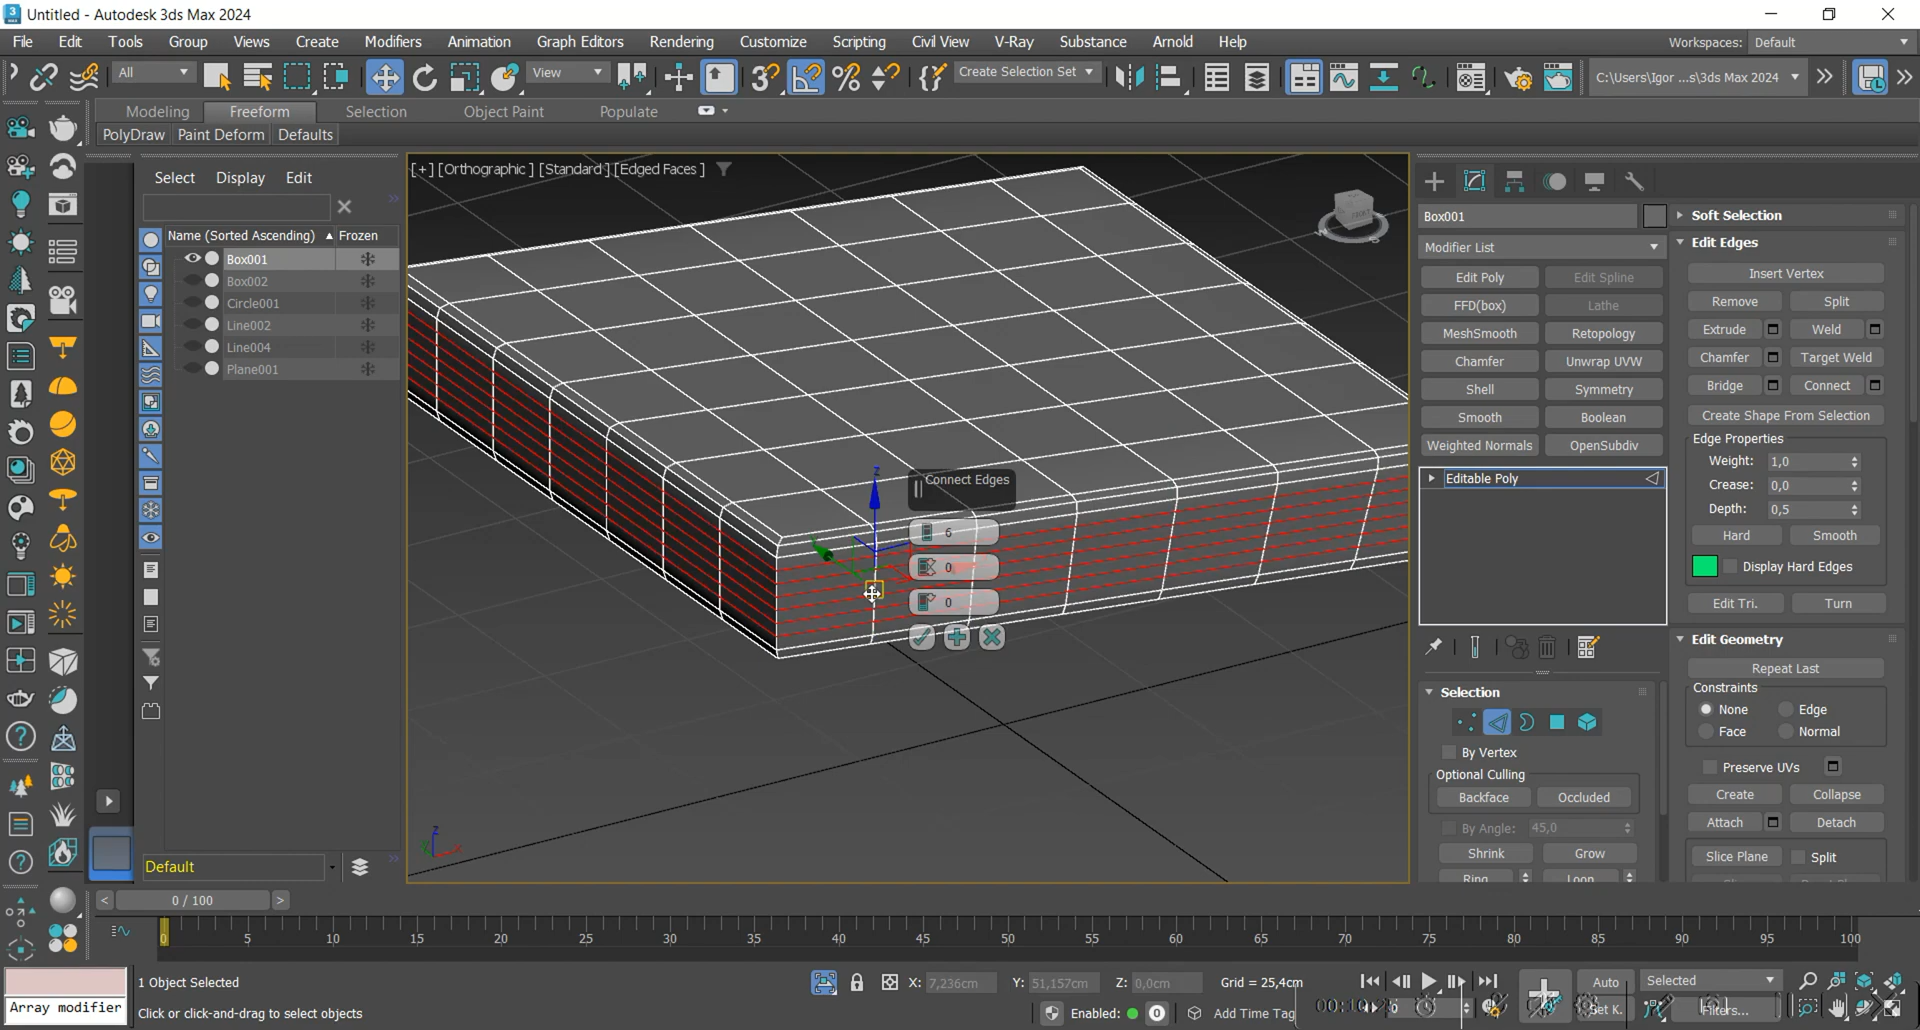 Untitled - Autodesk 3ds Max 2024
File Edit Tools Group Views Create Modifiers Animation Graph Editors Rendering Customize Scripting Civil View V-Ray Substance Arnold Help
Workspaces: Default
All
View
Create Selection Set
C:\Users\Igor ...s\3ds Max 2024
Modeling Freeform Selection Object Paint Populate
PolyDraw Paint Deform Defaults
Select Display Edit
Name (Sorted Ascending) Frozen
Box001
Box002
Circle001
Line002
Line004
Plane001
Default
[+] [Orthographic ] [Standard ] [Edged Faces ]
Connect Edges
6
0
0
z
z
Box001
Modifier List
Edit Poly Edit Spline
FFD(box) Lathe
MeshSmooth Retopology
Chamfer Unwrap UVW
Shell Symmetry
Smooth Boolean
Weighted Normals OpenSubdiv
Editable Poly
Selection
By Vertex
Optional Culling
Backface Occluded
By Angle: 45,0
Shrink Grow
Ring Loop
Soft Selection
Edit Edges
Insert Vertex
Remove Split
Extrude Weld
Chamfer Target Weld
Bridge Connect
Create Shape From Selection
Edge Properties
Weight: 1,0
Crease: 0,0
Depth: 0,5
Hard Smooth
Display Hard Edges
Edit Tri. Turn
Edit Geometry
Repeat Last
Constraints
None Edge
Face Normal
Preserve UVs
Create Collapse
Attach Detach
Slice Plane Split
< 0 / 100 >
0 5 10 15 20 25 30 35 40 45 50 55 60 65 70 75 80 85 90 95 100
Array modifier
1 Object Selected
Click or click-and-drag to select objects
X: 7,236cm Y: 51,157cm Z: 0,0cm Grid = 25,4cm
Enabled: 0 Add Time Tag
Auto Selected
Set K. Filters...